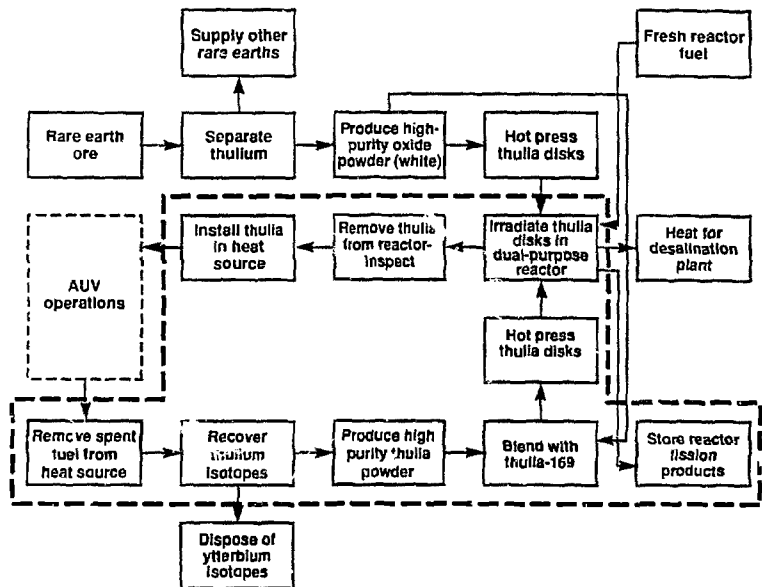 Supply other
rare earths
Fresh reactor
fuel
Rare earth
ore
Separate
thulium
Produce high-
purity oxide
powder (white)
Hot press
thulia disks
AUV
operations
Install thulia
in heat
source
Remove thulia
from reactor-
inspect
Irradiate thulia
disks in
dual-purpose
reactor
Heat for
desalination
plant
Hot press
thulia disks
Remove spent
fuel from
heat source
Recover
thulium
isotopes
Produce high
purity thulia
powder
Blend with
thulia-169
Store reactor
fission
products
Dispose of
ytterbium
isotopes